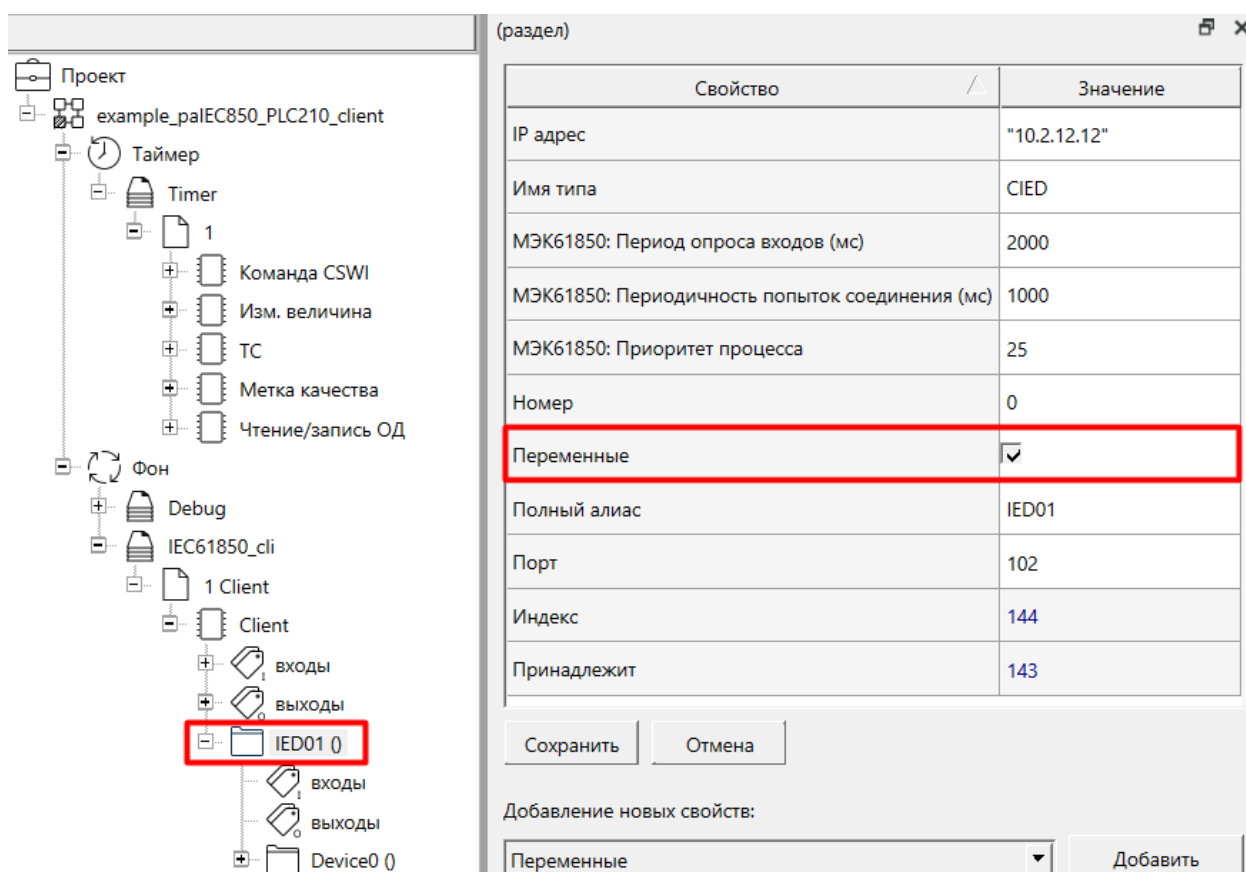 (раздел)
Проект
example_palEC850_PLC210_client
Таймер
Timer
1
Команда CSWI
Изм. величина
ТС
Метка качества
Чтение/запись ОД
Фон
Debug
IEC61850_cli
1 Client
Client
входы
выходы
IED01 ()
входы
выходы
Device0 ()
Свойство Значение
IP адрес "10.2.12.12"
Имя типа CIED
МЭК61850: Период опроса входов (мс) 2000
МЭК61850: Периодичность попыток соединения (мс) 1000
МЭК61850: Приоритет процесса 25
Номер 0
Переменные
Полный алиас IED01
Порт 102
Индекс 144
Принадлежит 143
Сохранить Отмена
Добавление новых свойств:
Переменные Добавить